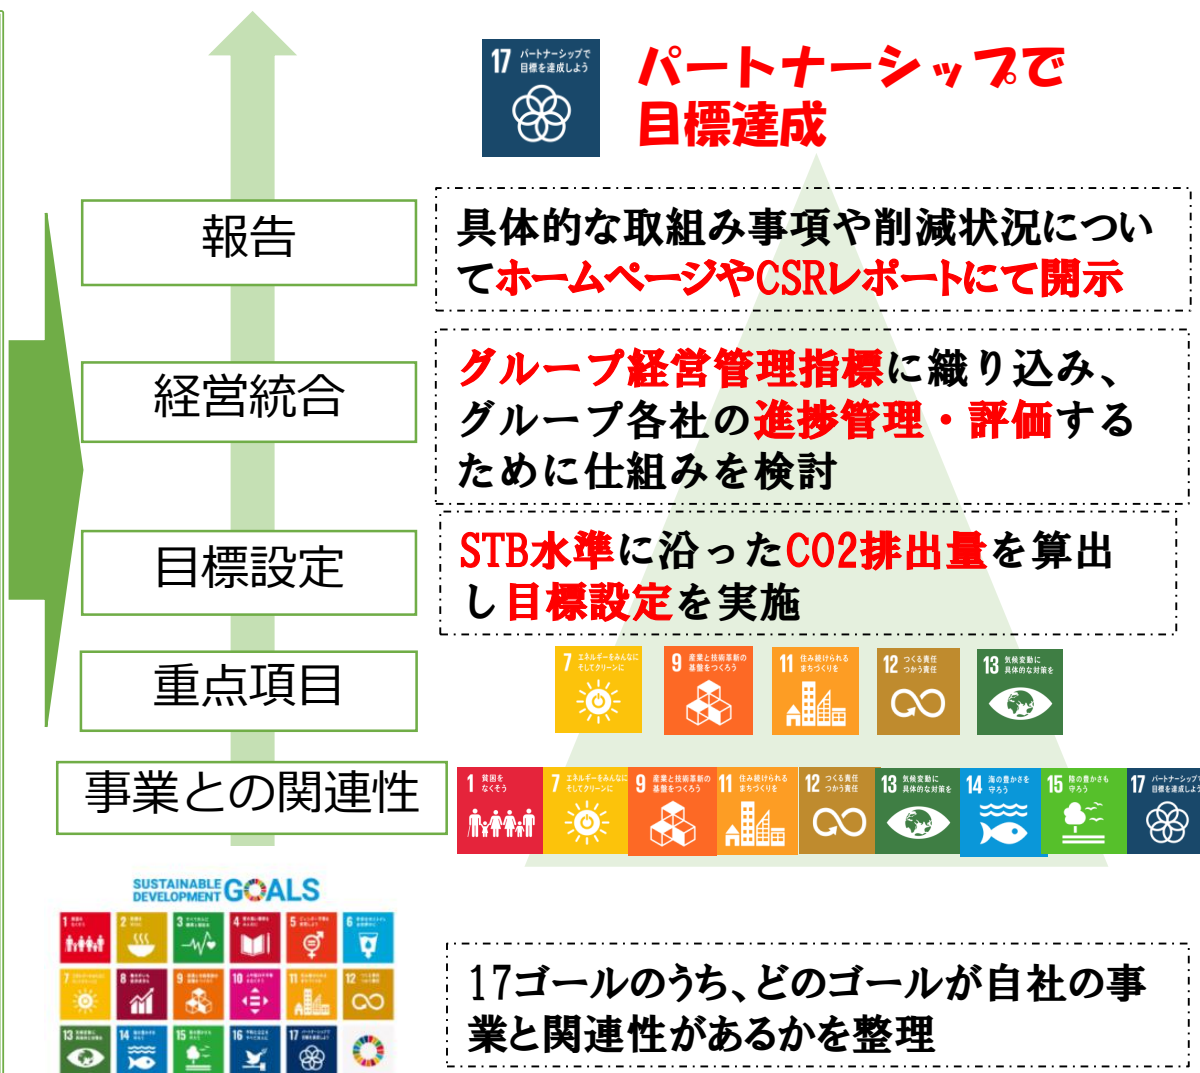 17 パートナーシップで
目標を達成しよう
パートナーシップで
目標達成
報告
具体的な取組み事項や削減状況につい
てホームページやCSRレポートにて開示
経営統合
グループ経営管理指標に織り込み、
グループ各社の進捗管理・評価する
ために仕組みを検討
目標設定
STB水準に沿ったCO2排出量を算出
し目標設定を実施
重点項目
7 エネルギーをみんなに
そしてクリーンに
9 産業と技術革新の
基盤をつくろう
11 住み続けられる
まちづくりを
12 つくる責任
つかう責任
13 気候変動に
具体的な対策を
事業との関連性
1 貧困を
なくそう
7 エネルギーをみんなに
そしてクリーンに
9 産業と技術革新の
基盤をつくろう
11 住み続けられる
まちづくりを
12 つくる責任
つかう責任
13 気候変動に
具体的な対策を
14 海の豊かさを
守ろう
15 陸の豊かさも
守ろう
17 パートナーシップで
目標を達成しよう
SUSTAINABLE
DEVELOPMENT GOALS
1
2
3
4
5
6
7
8
9
10
11
12
13
14
15
16
17
17ゴールのうち、どのゴールが自社の事
業と関連性があるかを整理